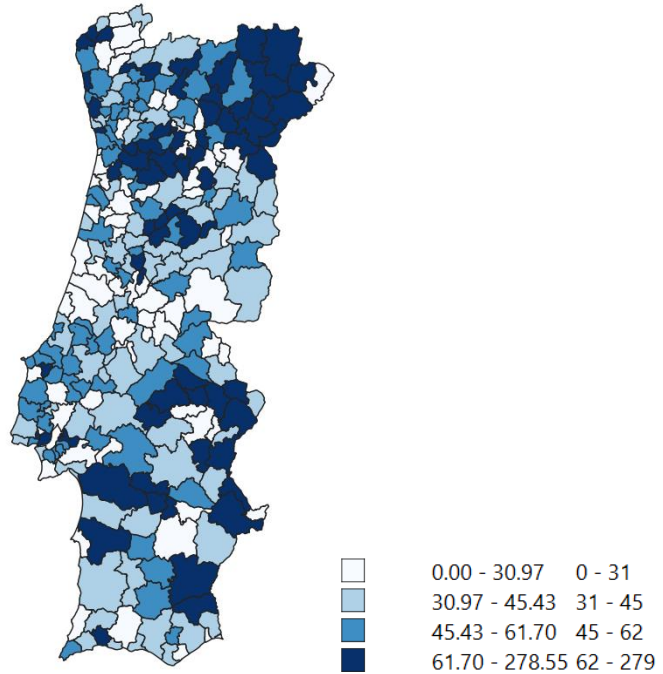 0.00 - 30.97 0 - 31
30.97 - 45.43 31 - 45
45.43 - 61.70 45 - 62
61.70 - 278.55 62 - 279